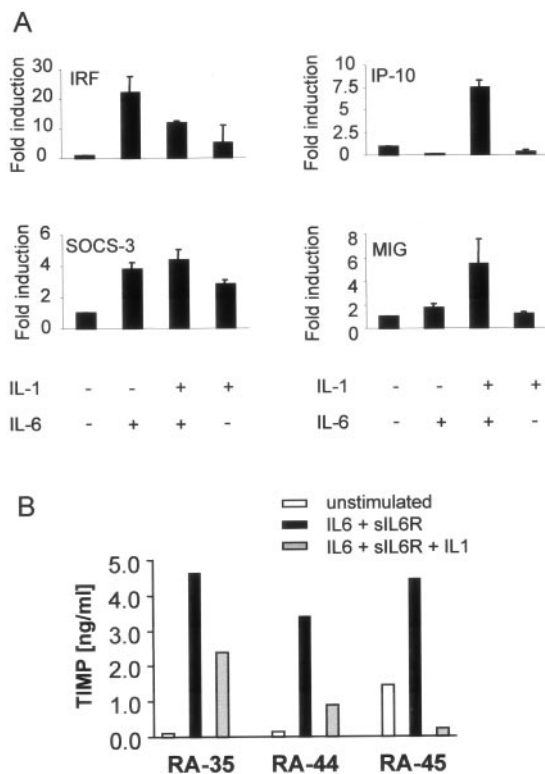 A
Fold induction
30
20
10
0
IRF
Fold induction
10
7.5
5
2.5
0
IP-10
Fold induction
6
4
2
0
SOCS-3
Fold induction
8
6
4
2
0
MIG
IL-1 - - + +
IL-6 - + + -
IL-1 - - + +
IL-6 - + + -
B
unstimulated
IL6 + sIL6R
IL6 + sIL6R + IL1
TIMP [ng/ml]
5.0
4.0
3.0
2.0
1.0
0.0
RA-35 RA-44 RA-45